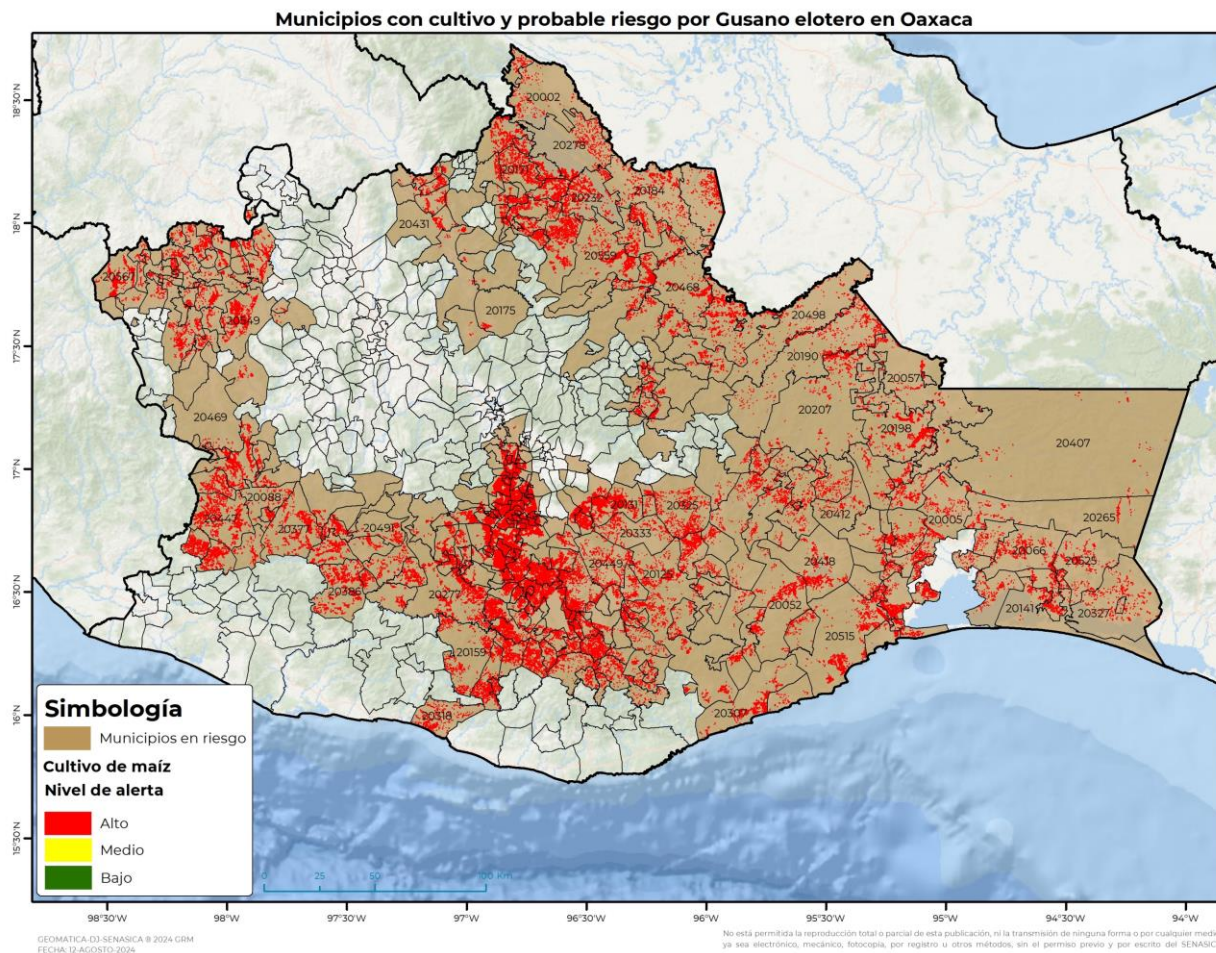 Municipios con cultivo y probable riesgo por Gusano elotero en Oaxaca
18°30'N
18°N
17°30'N
17°N
16°30'N
16°N
15°30'N
20002
20278
20232
20184
20431
20559
20175
20468
20498
20190
20057
20207
20198
20407
20469
20265
20088
20412
20005
20491
20333
20066
20449
20418
20052
20141
20327
20515
20159
20318
Simbología
Municipios en riesgo
Cultivo de maíz
Nivel de alerta
Alto
Medio
Bajo
0 25 50 100 Km
98°30'W 98°W 97°30'W 97°W 96°30'W 96°W 95°30'W 95°W 94°30'W 94°W
GEOMATICA-DJ-SENASICA ® 2024 GRM
FECHA: 12-AGOSTO-2024
No está permitida la reproducción total o parcial de esta publicación, ni la transmisión de ninguna forma o por cualquier medio
ya sea electrónico, mecánico, fotocopia, por registro u otros métodos, sin el permiso previo y por escrito del SENASIC